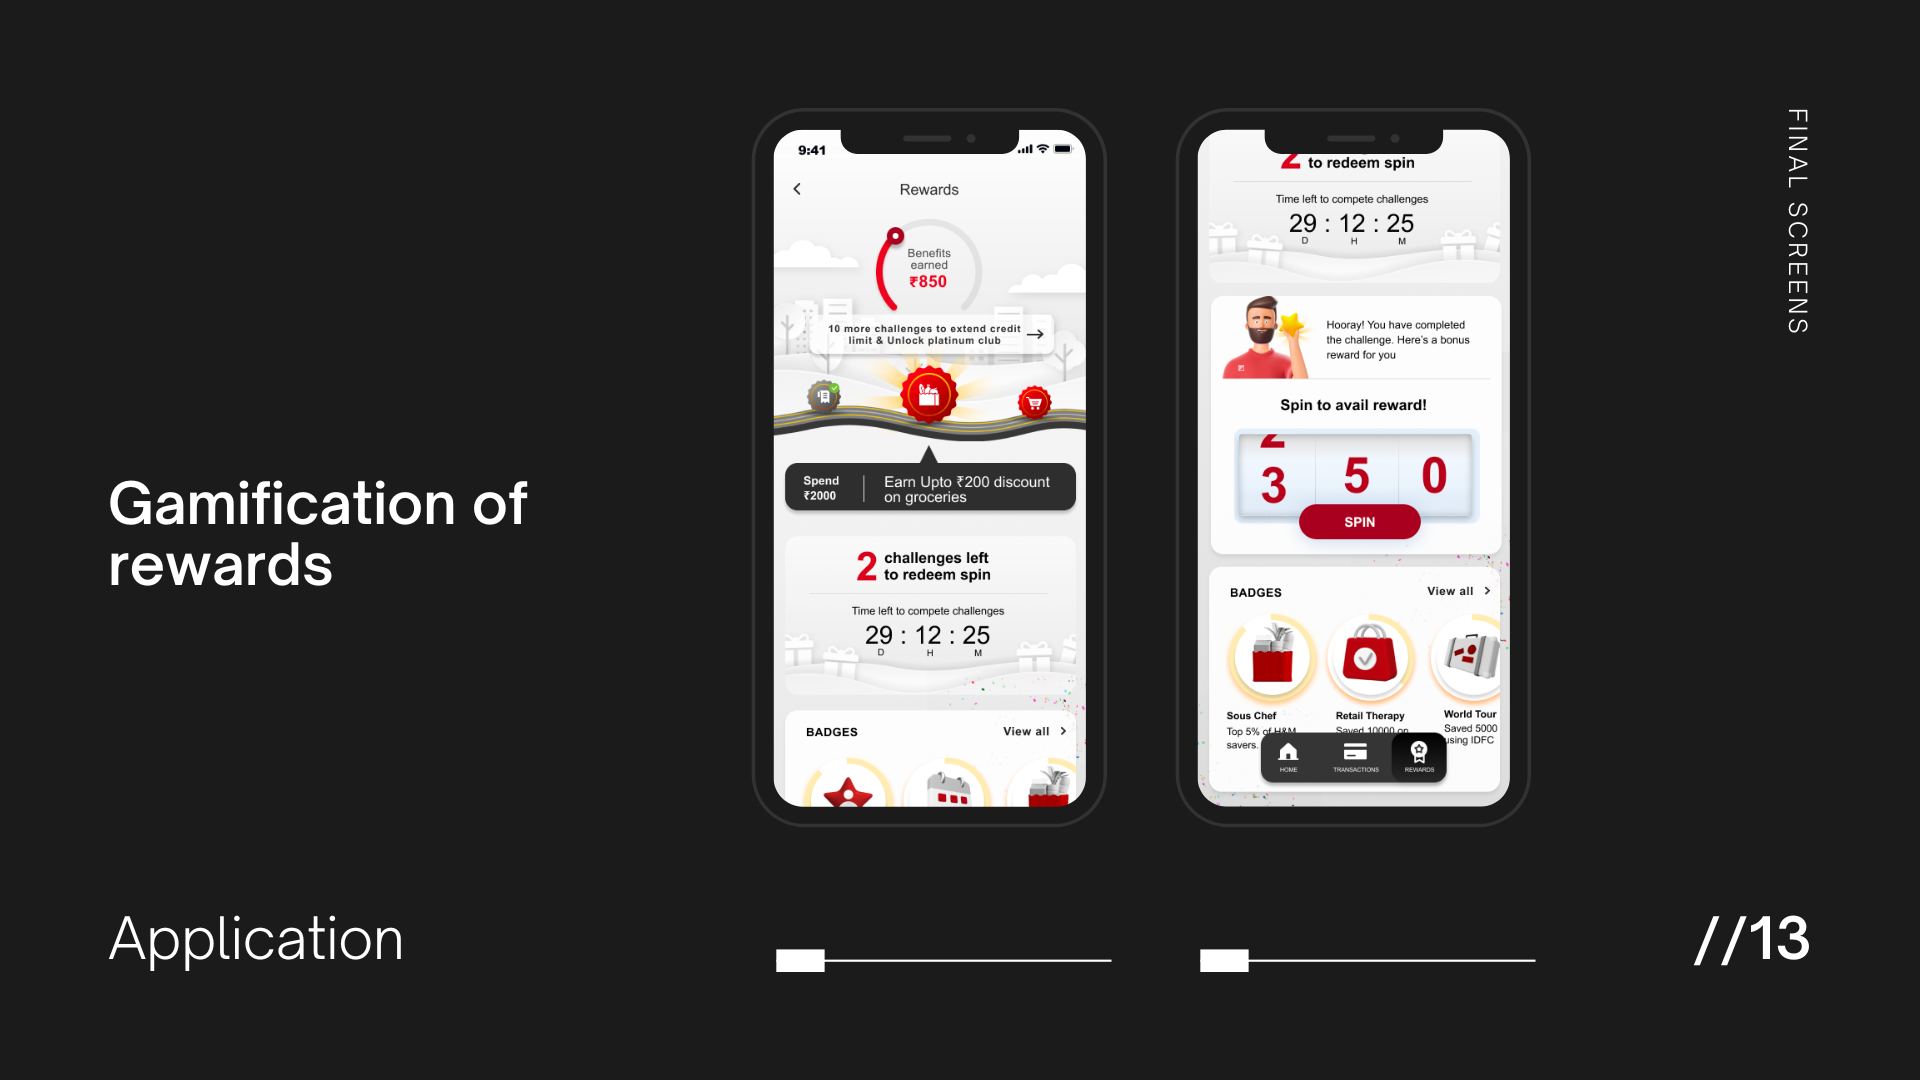 FINAL SCREENS
Gamification of
rewards
9:41
Rewards
Benefits
earned
₹850
10 more challenges to extend credit
limit & Unlock platinum club
Spend
₹2000
Earn Upto ₹200 discount
on groceries
2 challenges left
to redeem spin
Time left to compete challenges
29 : 12 : 25
D H M
BADGES
View all
2 to redeem spin
Time left to compete challenges
29 : 12 : 25
D H M
Hooray! You have completed
the challenge. Here's a bonus
reward for you
Spin to avail reward!
2
3 5 0
SPIN
BADGES
View all
Sous Chef
Top 5% of H&M
savers.
Retail Therapy
Saved 10000 on
World Tour
Saved 5000
using IDFC
HOME
TRANSACTIONS
REWARDS
Application
//13